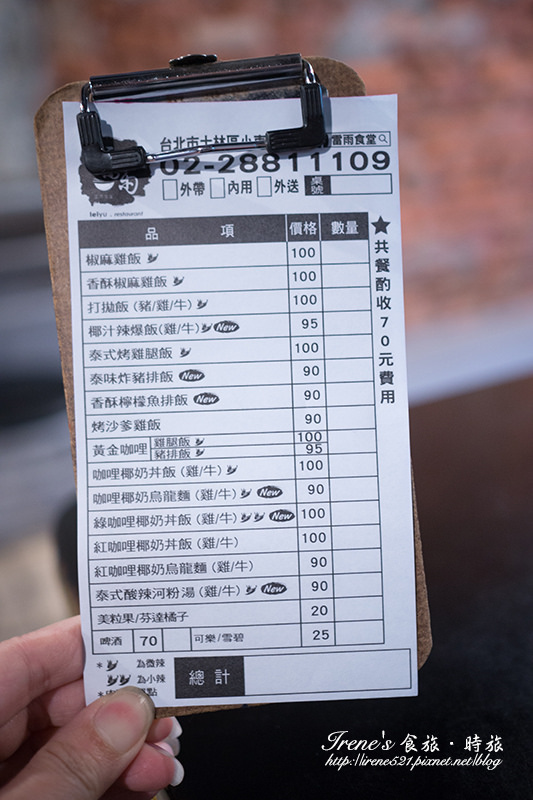 台北市士林區小 雷雨食堂
02-28811109
外帶 內用 外送 桌號
leiyu . restaurant
品 項 價格 數量
椒麻雞飯 100
香酥椒麻雞飯 100
打拋飯 (豬/雞/牛) 100
椰汁辣爆飯(雞/牛) New 95
泰式烤雞腿飯 100
泰味炸豬排飯 New 90
香酥檸檬魚排飯 New 90
烤沙爹雞飯 90
黃金咖哩 雞腿飯 100
豬排飯 95
咖哩椰奶丼飯 (雞/牛) 100
咖哩椰奶烏龍麵 (雞/牛) New 90
綠咖哩椰奶丼飯 (雞/牛) New 100
紅咖哩椰奶丼飯 (雞/牛) 100
紅咖哩椰奶烏龍麵 (雞/牛) 90
泰式酸辣河粉湯 (雞/牛) New 90
美粒果/芬達橘子 20
啤酒 70 可樂/雪碧 25
* 為微辣
為小辣
總計
★共餐酌收70元費用
Irene's 食旅·時旅
http://irene521.pixnet.net/blog